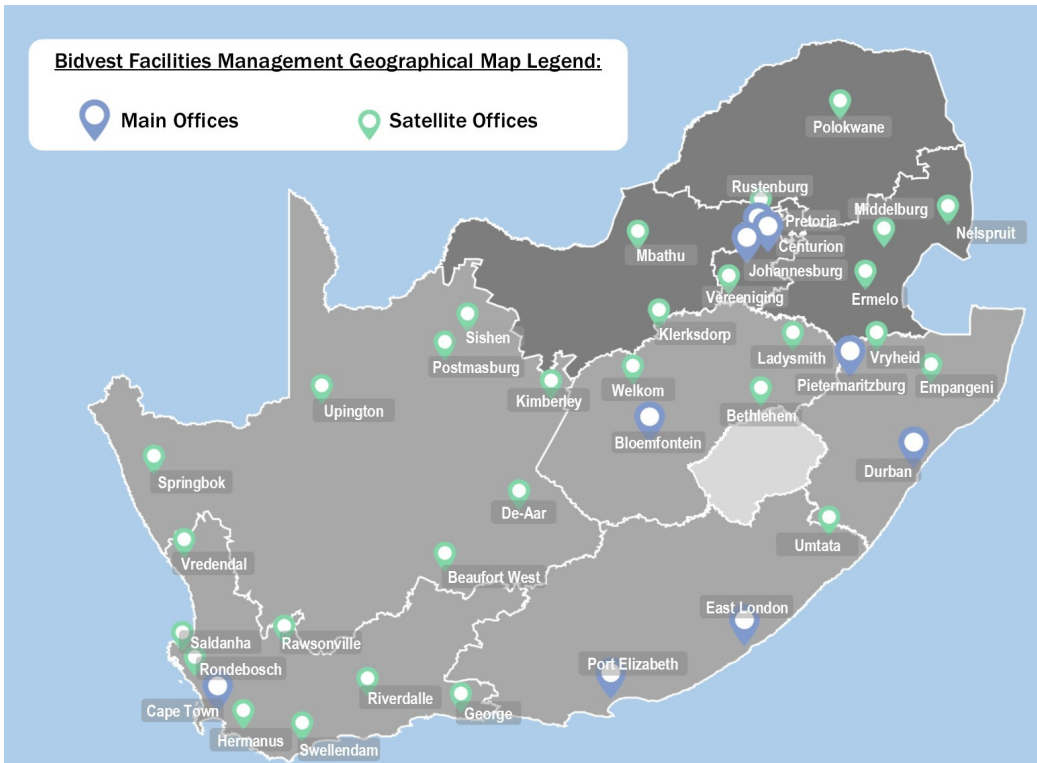 Bidvest Facilities Management Geographical Map Legend:
Main Offices
Satellite Offices
Polokwane
Rustenburg
Middelburg
Pretoria
Nelspruit
Centurion
Mbathu
Johannesburg
Vereeniging
Ermelo
Klerksdorp
Sishen
Ladysmith
Vryheid
Postmasburg
Pietermaritzburg
Empangeni
Welkom
Kimberley
Upington
Bethlehem
Bloemfontein
Durban
Springbok
De-Aar
Umtata
Vredendal
Beaufort West
East London
Saldanha
Rawsonville
Port Elizabeth
Rondebosch
Riverdalle
Cape Town
George
Hermanus
Swellendam